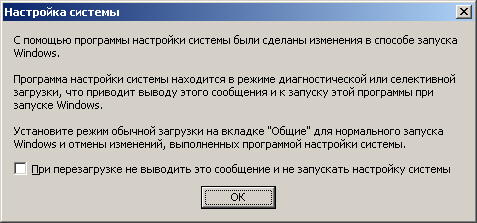 Настройка системы
С помощью программы настройки системы были сделаны изменения в способе запуска
Windows.
Программа настройки системы находится в режиме диагностической или селективной
загрузки, что приводит выводу этого сообщения и к запуску этой программы при
запуске Windows.
Установите режим обычной загрузки на вкладке "Общие" для нормального запуска
Windows и отмены изменений, выполненных программой настройки системы.
При перезагрузке не выводить это сообщение и не запускать настройку системы
OK